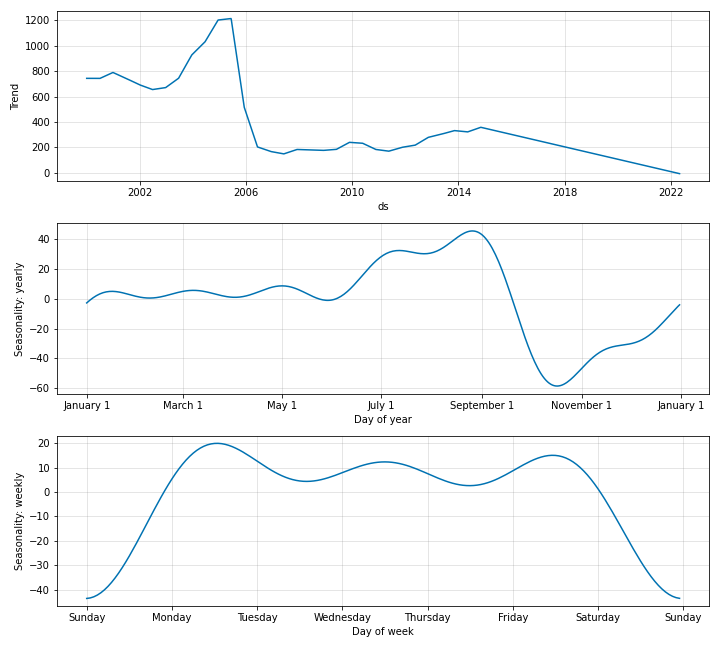 1200
1000
800
600
400
200
0
Trend
2002 2006 2010 2014 2018 2022
ds
40
20
0
−20
−40
−60
Seasonality: yearly
January 1 March 1 May 1 July 1 September 1 November 1 January 1
Day of year
20
10
0
−10
−20
−30
−40
Seasonality: weekly
Sunday Monday Tuesday Wednesday Thursday Friday Saturday Sunday
Day of week